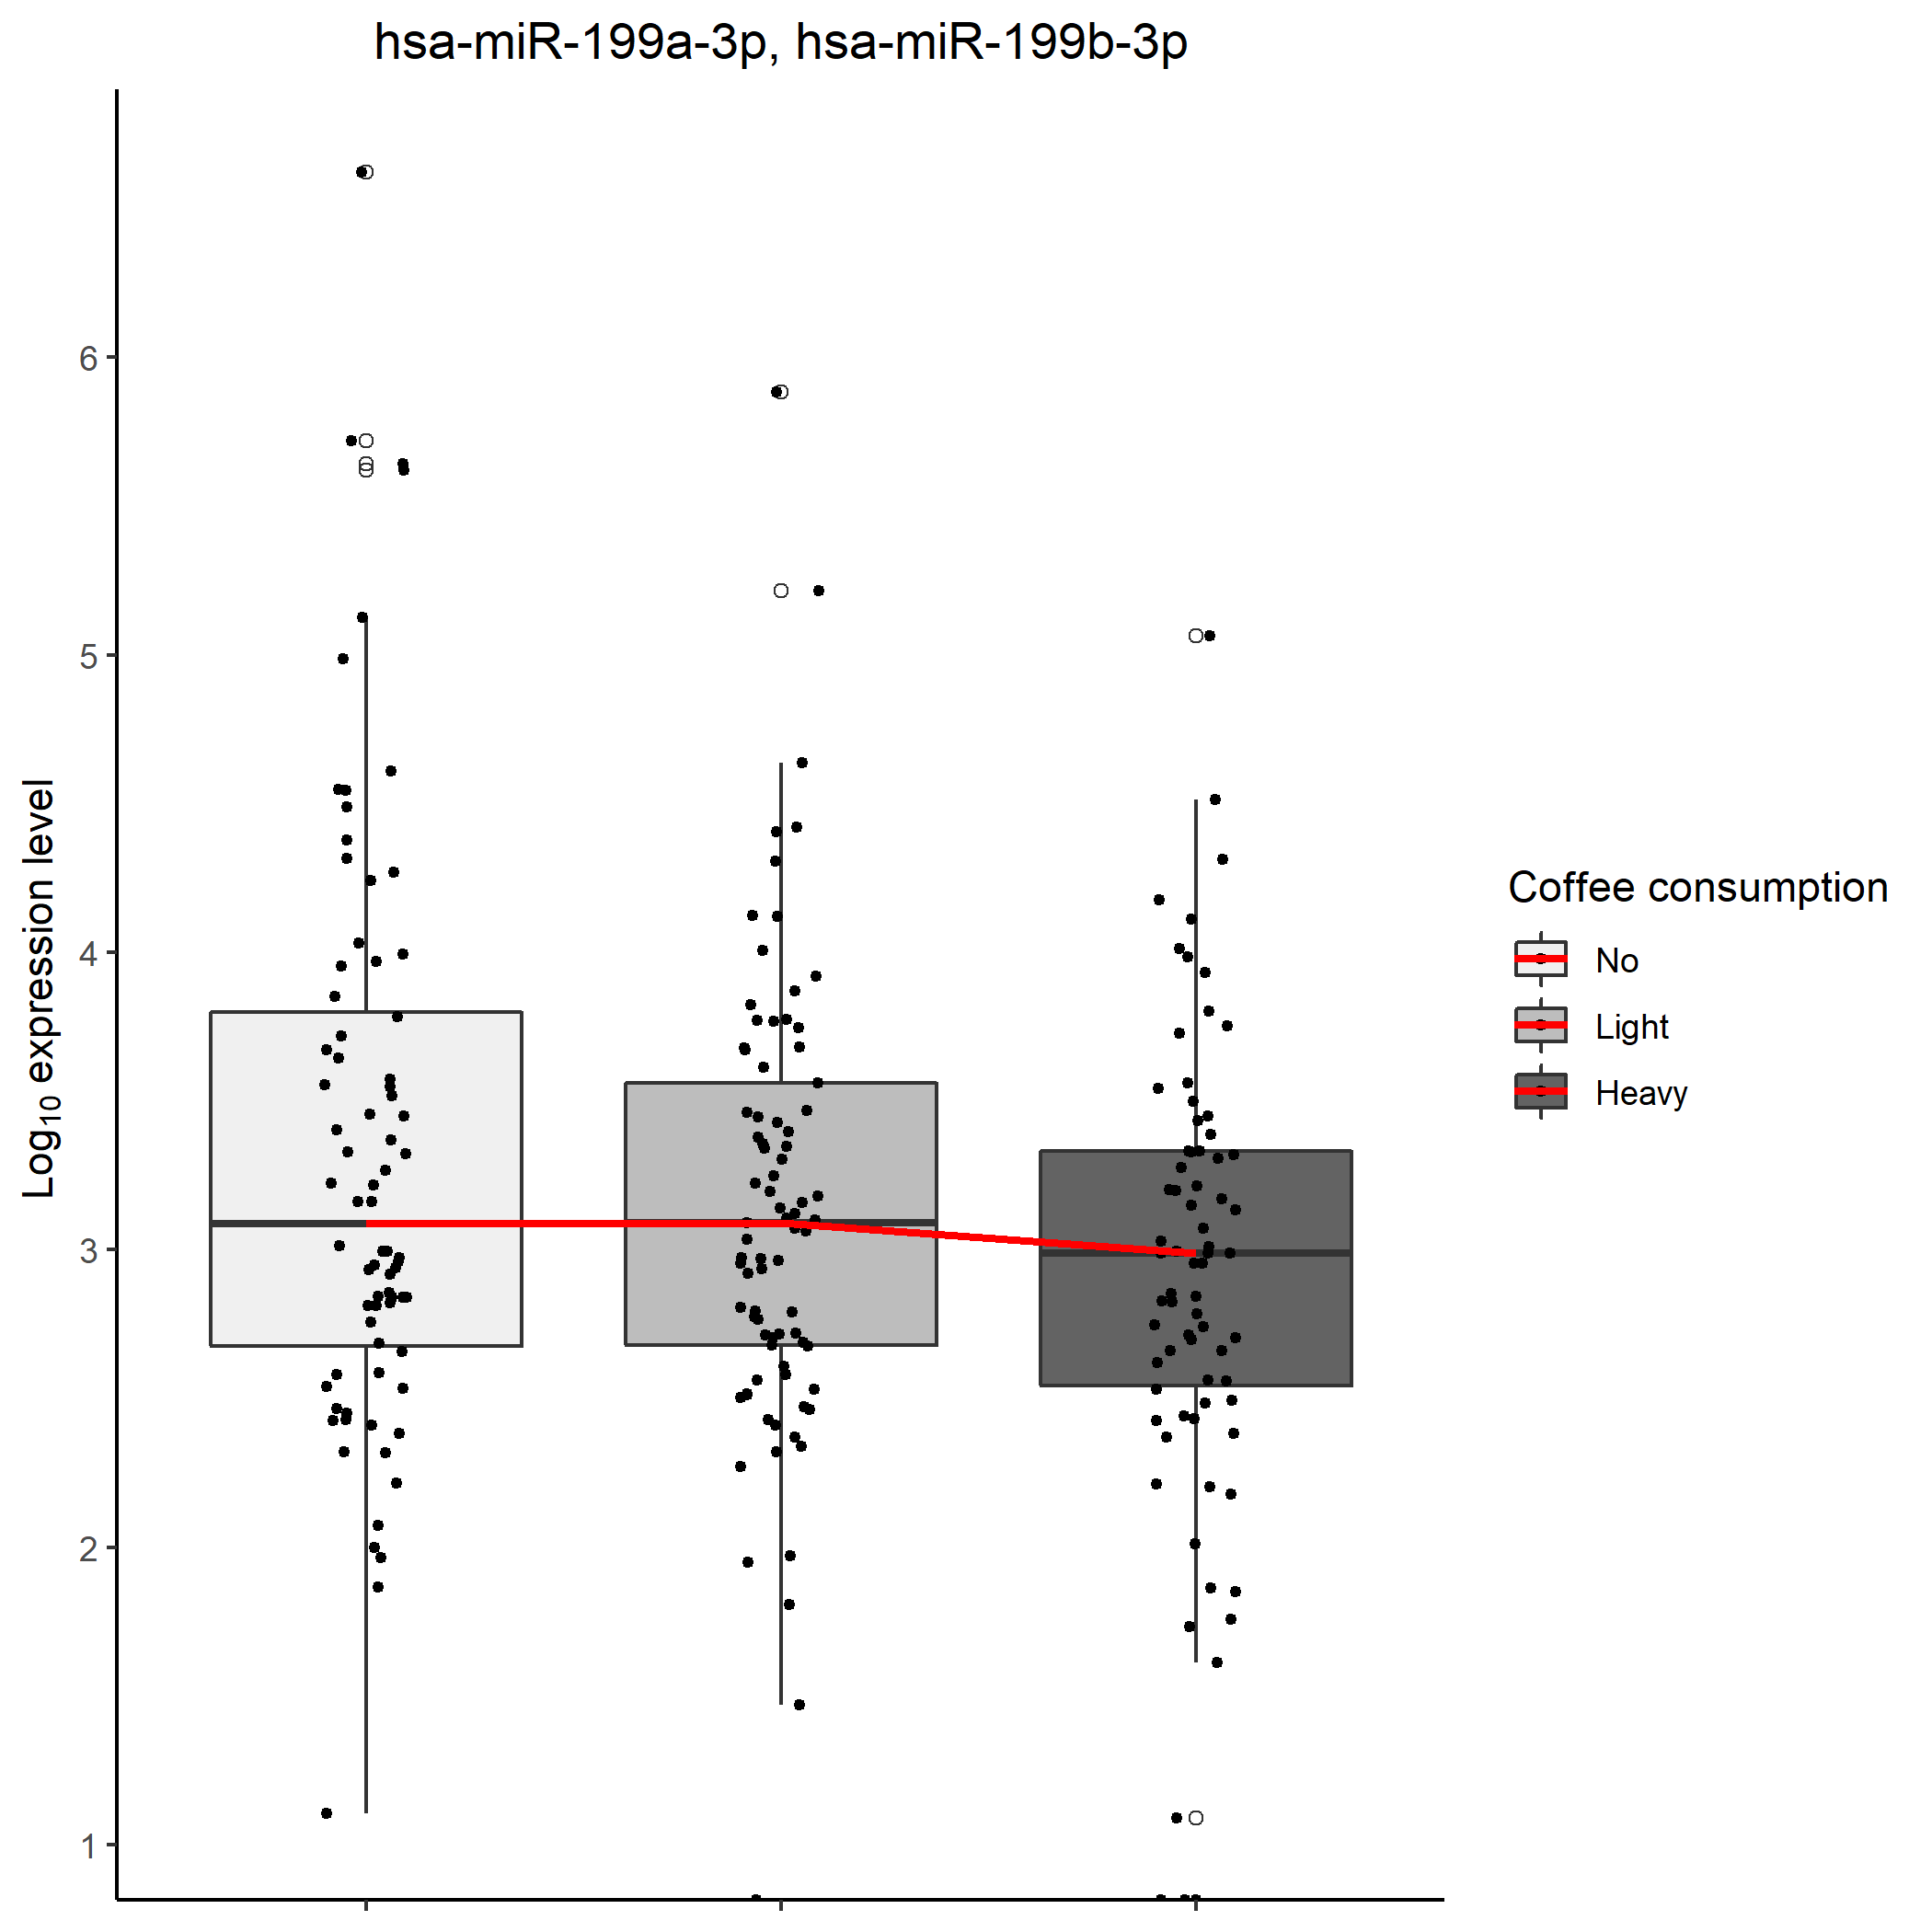 hsa-miR-199a-3p, hsa-miR-199b-3p
6
5
4
3
2
1
Log₁₀ expression level
Coffee consumption
No
Light
Heavy